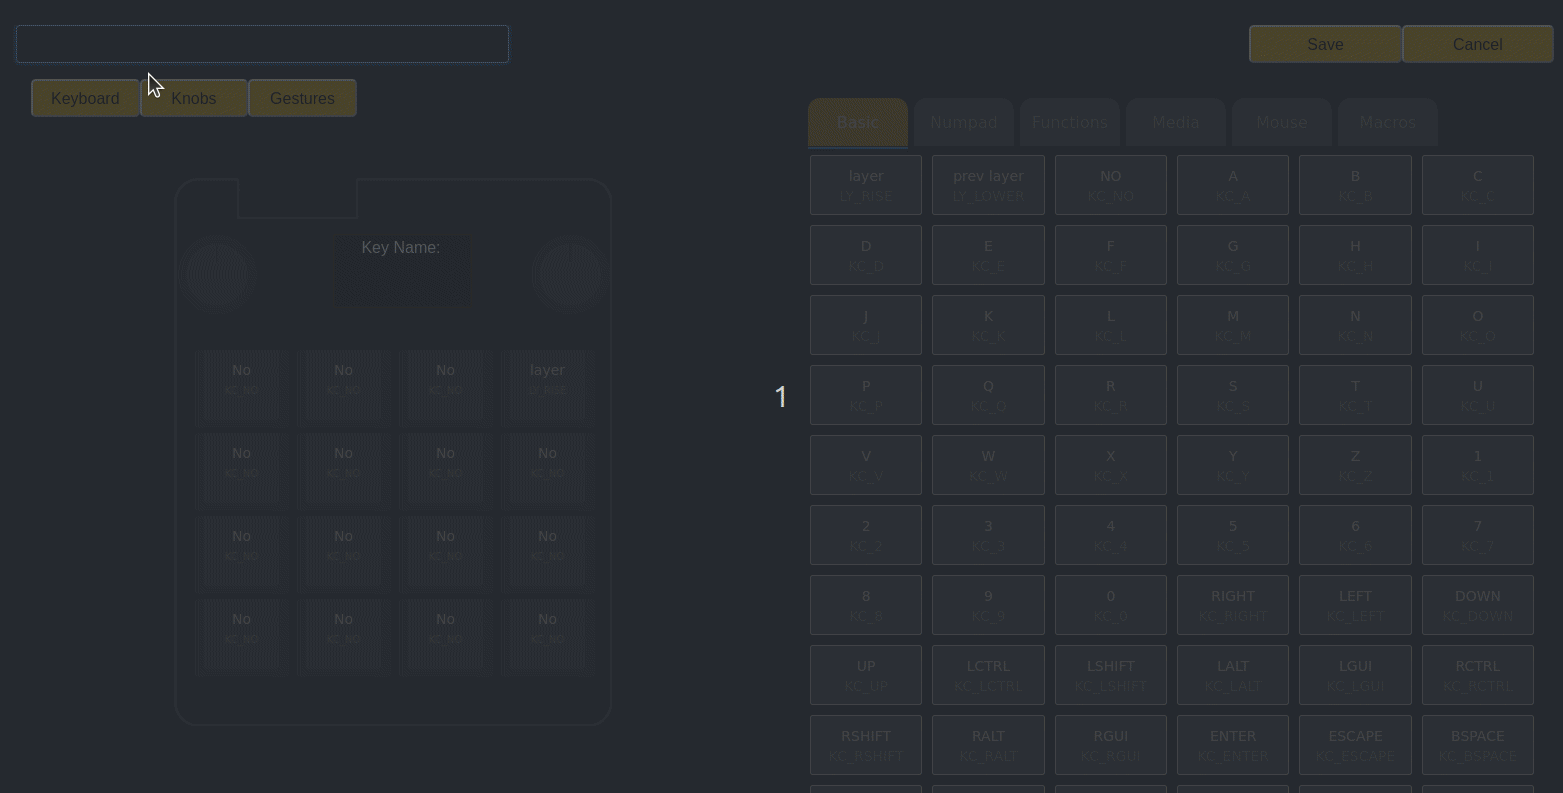 Save Cancel
Keyboard Knobs Gestures
Basic Numpad Functions Media Mouse Macros
Key Name:
No No No layer
KC_NO KC_NO KC_NO LY_RISE
No No No No
KC_NO KC_NO KC_NO KC_NO
No No No No
KC_NO KC_NO KC_NO KC_NO
No No No No
KC_NO KC_NO KC_NO KC_NO
1
layer prev layer NO A B C
LY_RISE LY_LOWER KC_NO KC_A KC_B KC_C
D E F G H I
KC_D KC_E KC_F KC_G KC_H KC_I
J K L M N O
KC_J KC_K KC_L KC_M KC_N KC_O
P Q R S T U
KC_P KC_Q KC_R KC_S KC_T KC_U
V W X Y Z 1
KC_V KC_W KC_X KC_Y KC_Z KC_1
2 3 4 5 6 7
KC_2 KC_3 KC_4 KC_5 KC_6 KC_7
8 9 0 RIGHT LEFT DOWN
KC_8 KC_9 KC_0 KC_RIGHT KC_LEFT KC_DOWN
UP LCTRL LSHIFT LALT LGUI RCTRL
KC_UP KC_LCTRL KC_LSHIFT KC_LALT KC_LGUI KC_RCTRL
RSHIFT RALT RGUI ENTER ESCAPE BSPACE
KC_RSHIFT KC_RALT KC_RGUI KC_ENTER KC_ESCAPE KC_BSPACE